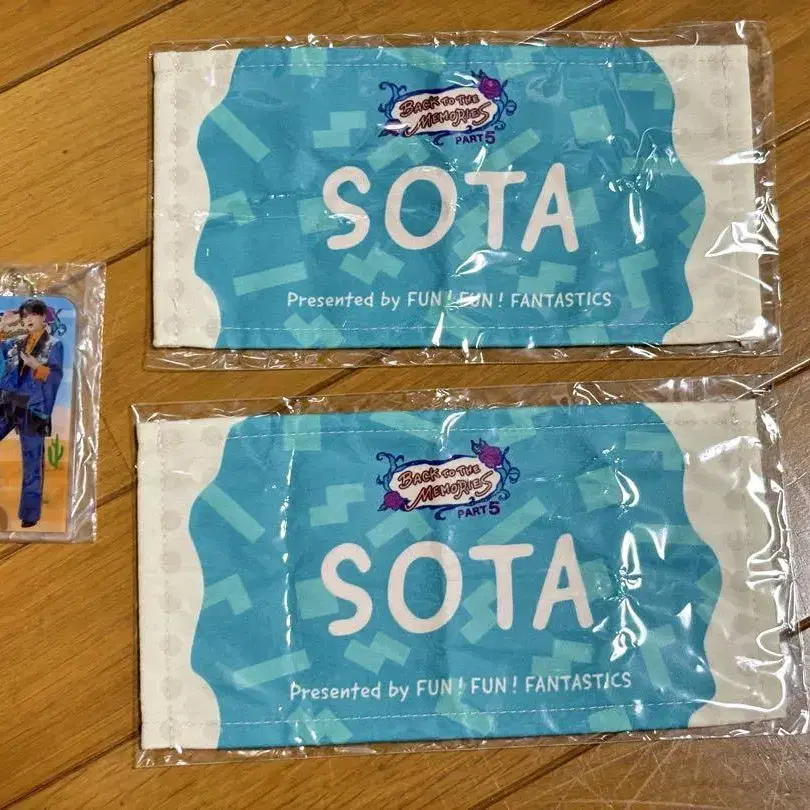 BACK TO THE
MEMORIES
PART 5
SOTA
Presented by FUN! FUN! FANTASTICS
BACK TO THE
MEMORIES
PART 5
SOTA
Presented by FUN! FUN! FANTASTICS